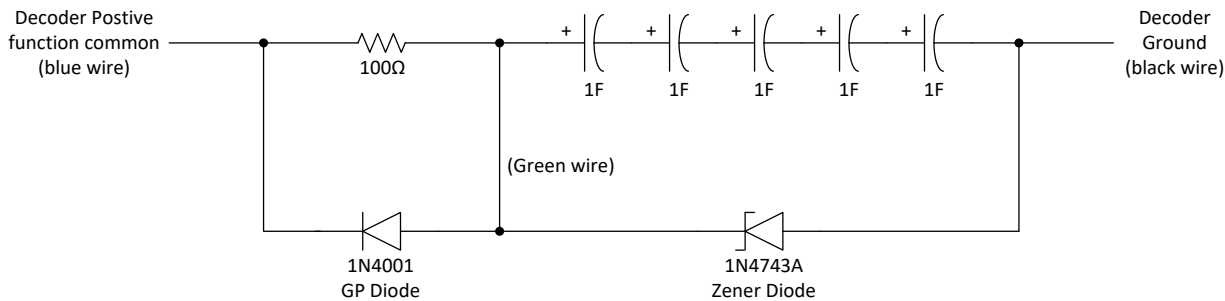 Decoder Postive
function common
(blue wire)
100Ω
+
+
+
+
+
1F
1F
1F
1F
1F
Decoder
Ground
(black wire)
(Green wire)
1N4001
GP Diode
1N4743A
Zener Diode